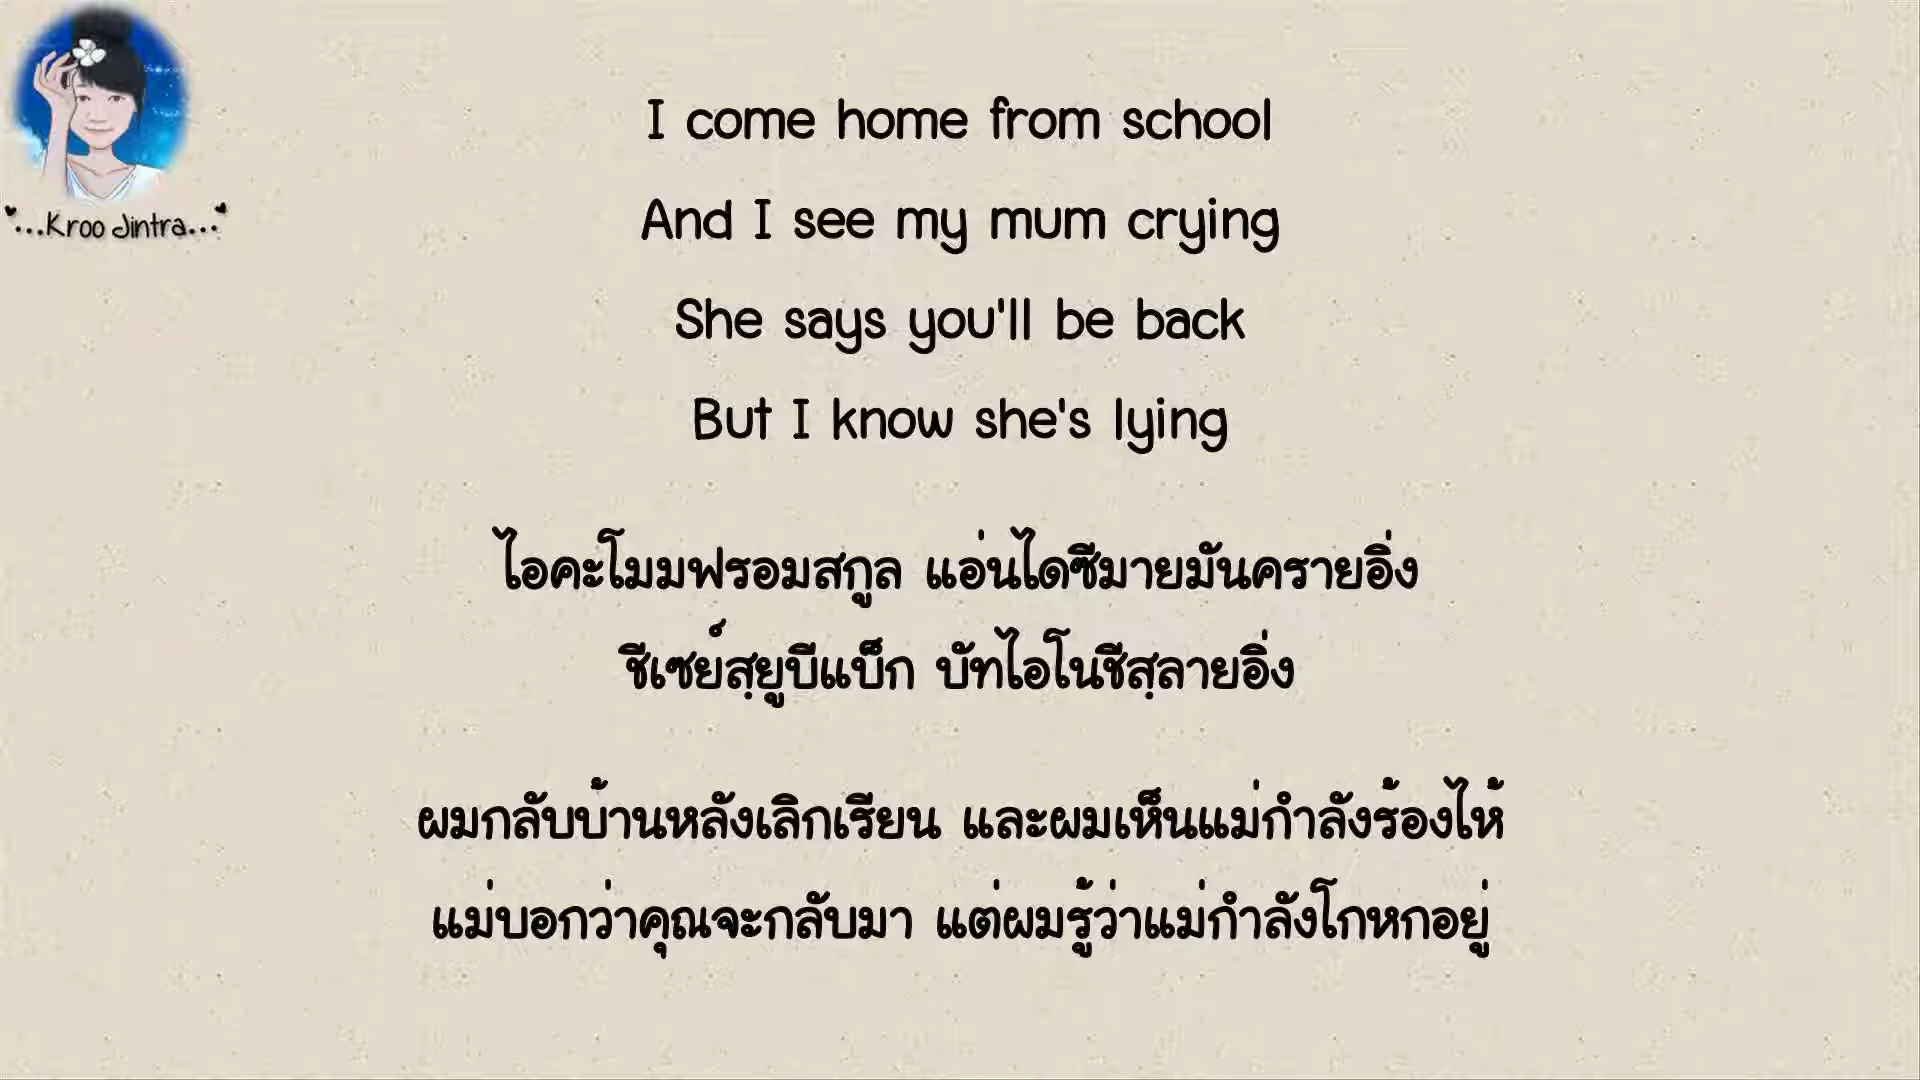 ...Kroo Jintra...
I come home from school
And I see my mum crying
She says you'll be back
But I know she's lying
ไอคะโมมฟรอมสกูล แอ่นไดซีมายมันครายอิ่ง
ชีเซย์สฺยูบีแบ็ก บัทไอโนชีสฺลายอิ่ง
ผมกลับบ้านหลังเลิกเรียน และผมเห็นแม่กำลังร้องไห้
แม่บอกว่าคุณจะกลับมา แต่ผมรู้ว่าแม่กำลังโกหกอยู่